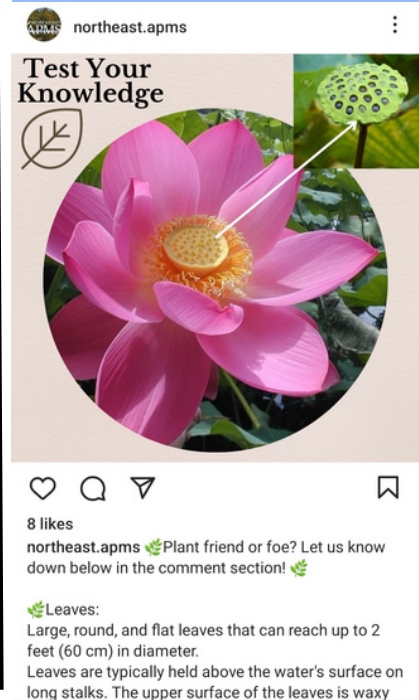 APMS
northeast.apms
Test Your
Knowledge
8 likes
northeast.apms 🌿Plant friend or foe? Let us know
down below in the comment section! 🌿
🌿Leaves:
Large, round, and flat leaves that can reach up to 2
feet (60 cm) in diameter.
Leaves are typically held above the water's surface on
long stalks. The upper surface of the leaves is waxy